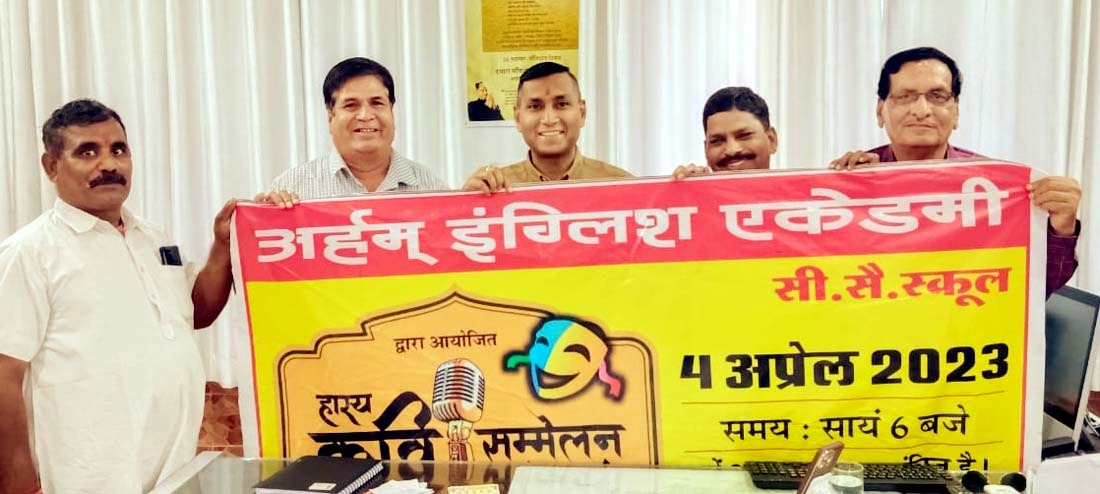 अर्हम् इंग्लिश एकेडमी
सी.सै.स्कूल
द्वारा आयोजित
हास्य
कवि सम्मेलन
4 अप्रेल 2023
समय : सायं 6 बजे
है।